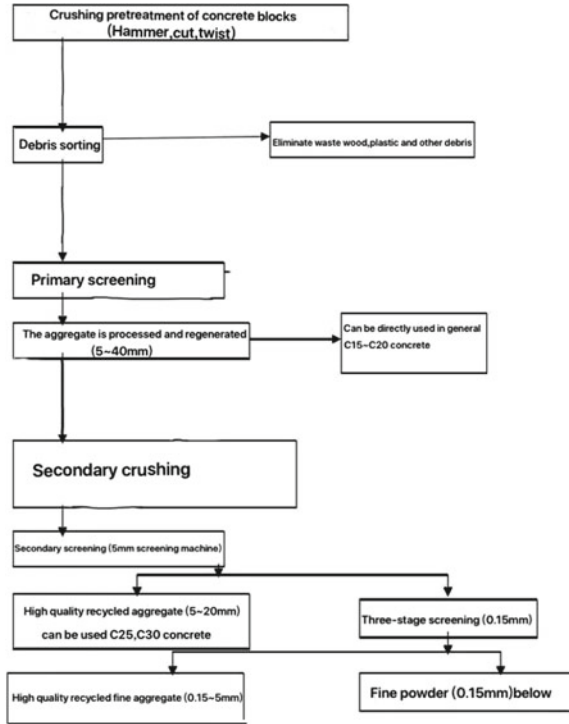 Crushing pretreatment of concrete blocks
(Hammer,cut,twist)
Debris sorting
Eliminate waste wood,plastic and other debris
Primary screening
The aggregate is processed and regenerated
(5~40mm)
Can be directly used in general
C15~C20 concrete
Secondary crushing
Secondary screening (5mm screening machine)
High quality recycled aggregate (5~20mm)
can be used C25,C30 concrete
Three-stage screening (0.15mm)
High quality recycled fine aggregate (0.15~5mm)
Fine powder (0.15mm)below